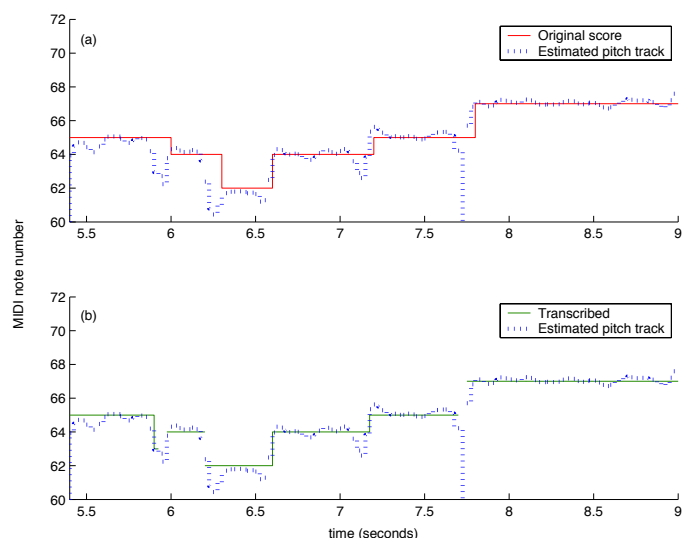 72
(a)
Original score
Estimated pitch track
70
68
66
64
62
60
5.5 6 6.5 7 7.5 8 8.5 9
MIDI note number
72
(b)
Transcribed
Estimated pitch track
70
68
66
64
62
60
5.5 6 6.5 7 7.5 8 8.5 9
time (seconds)